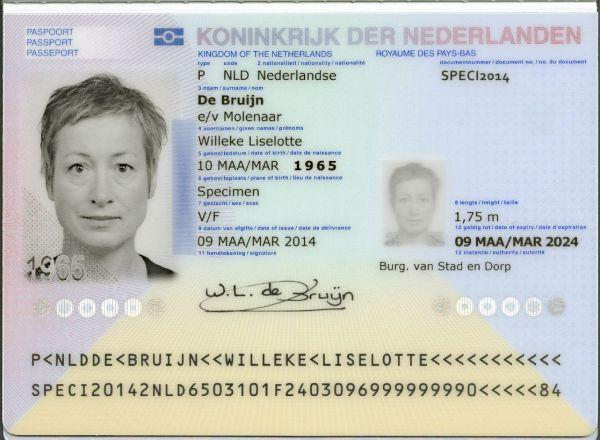 PASPOORT
PASSPORT
PASSEPORT
KONINKRIJK DER NEDERLANDEN
KINGDOM OF THE NETHERLANDS
ROYAUME DES PAYS-BAS
type code 2 nationaliteit / nationality / nationalité
documentnummer / document no. / no. du document
P NLD Nederlandse
SPECI2014
3 naam / surname / nom
De Bruijn
e/v Molenaar
4 voornamen / given names / prénoms
Willeke Liselotte
5 geboortedatum / date of birth / date de naissance
10 MAA/MAR 1965
6 geboorteplaats / place of birth / lieu de naissance
Specimen
7 geslacht / sex / sexe
8 lengte / height / taille
V/F
1,75 m
9 datum van afgifte / date of issue / date de délivrance
10 geldig tot / date of expiry / date d'expiration
09 MAA/MAR 2014
09 MAA/MAR 2024
11 handtekening / signature
12 instantie / authority / autorité
Burg. van Stad en Dorp
1965
W.L. de Bruijn
P<NLDDE<BRUIJN<<WILLEKE<LISELOTTE<<<<<<<<<<<
SPECI20142NLD6503101F2403096999999990<<<<<84